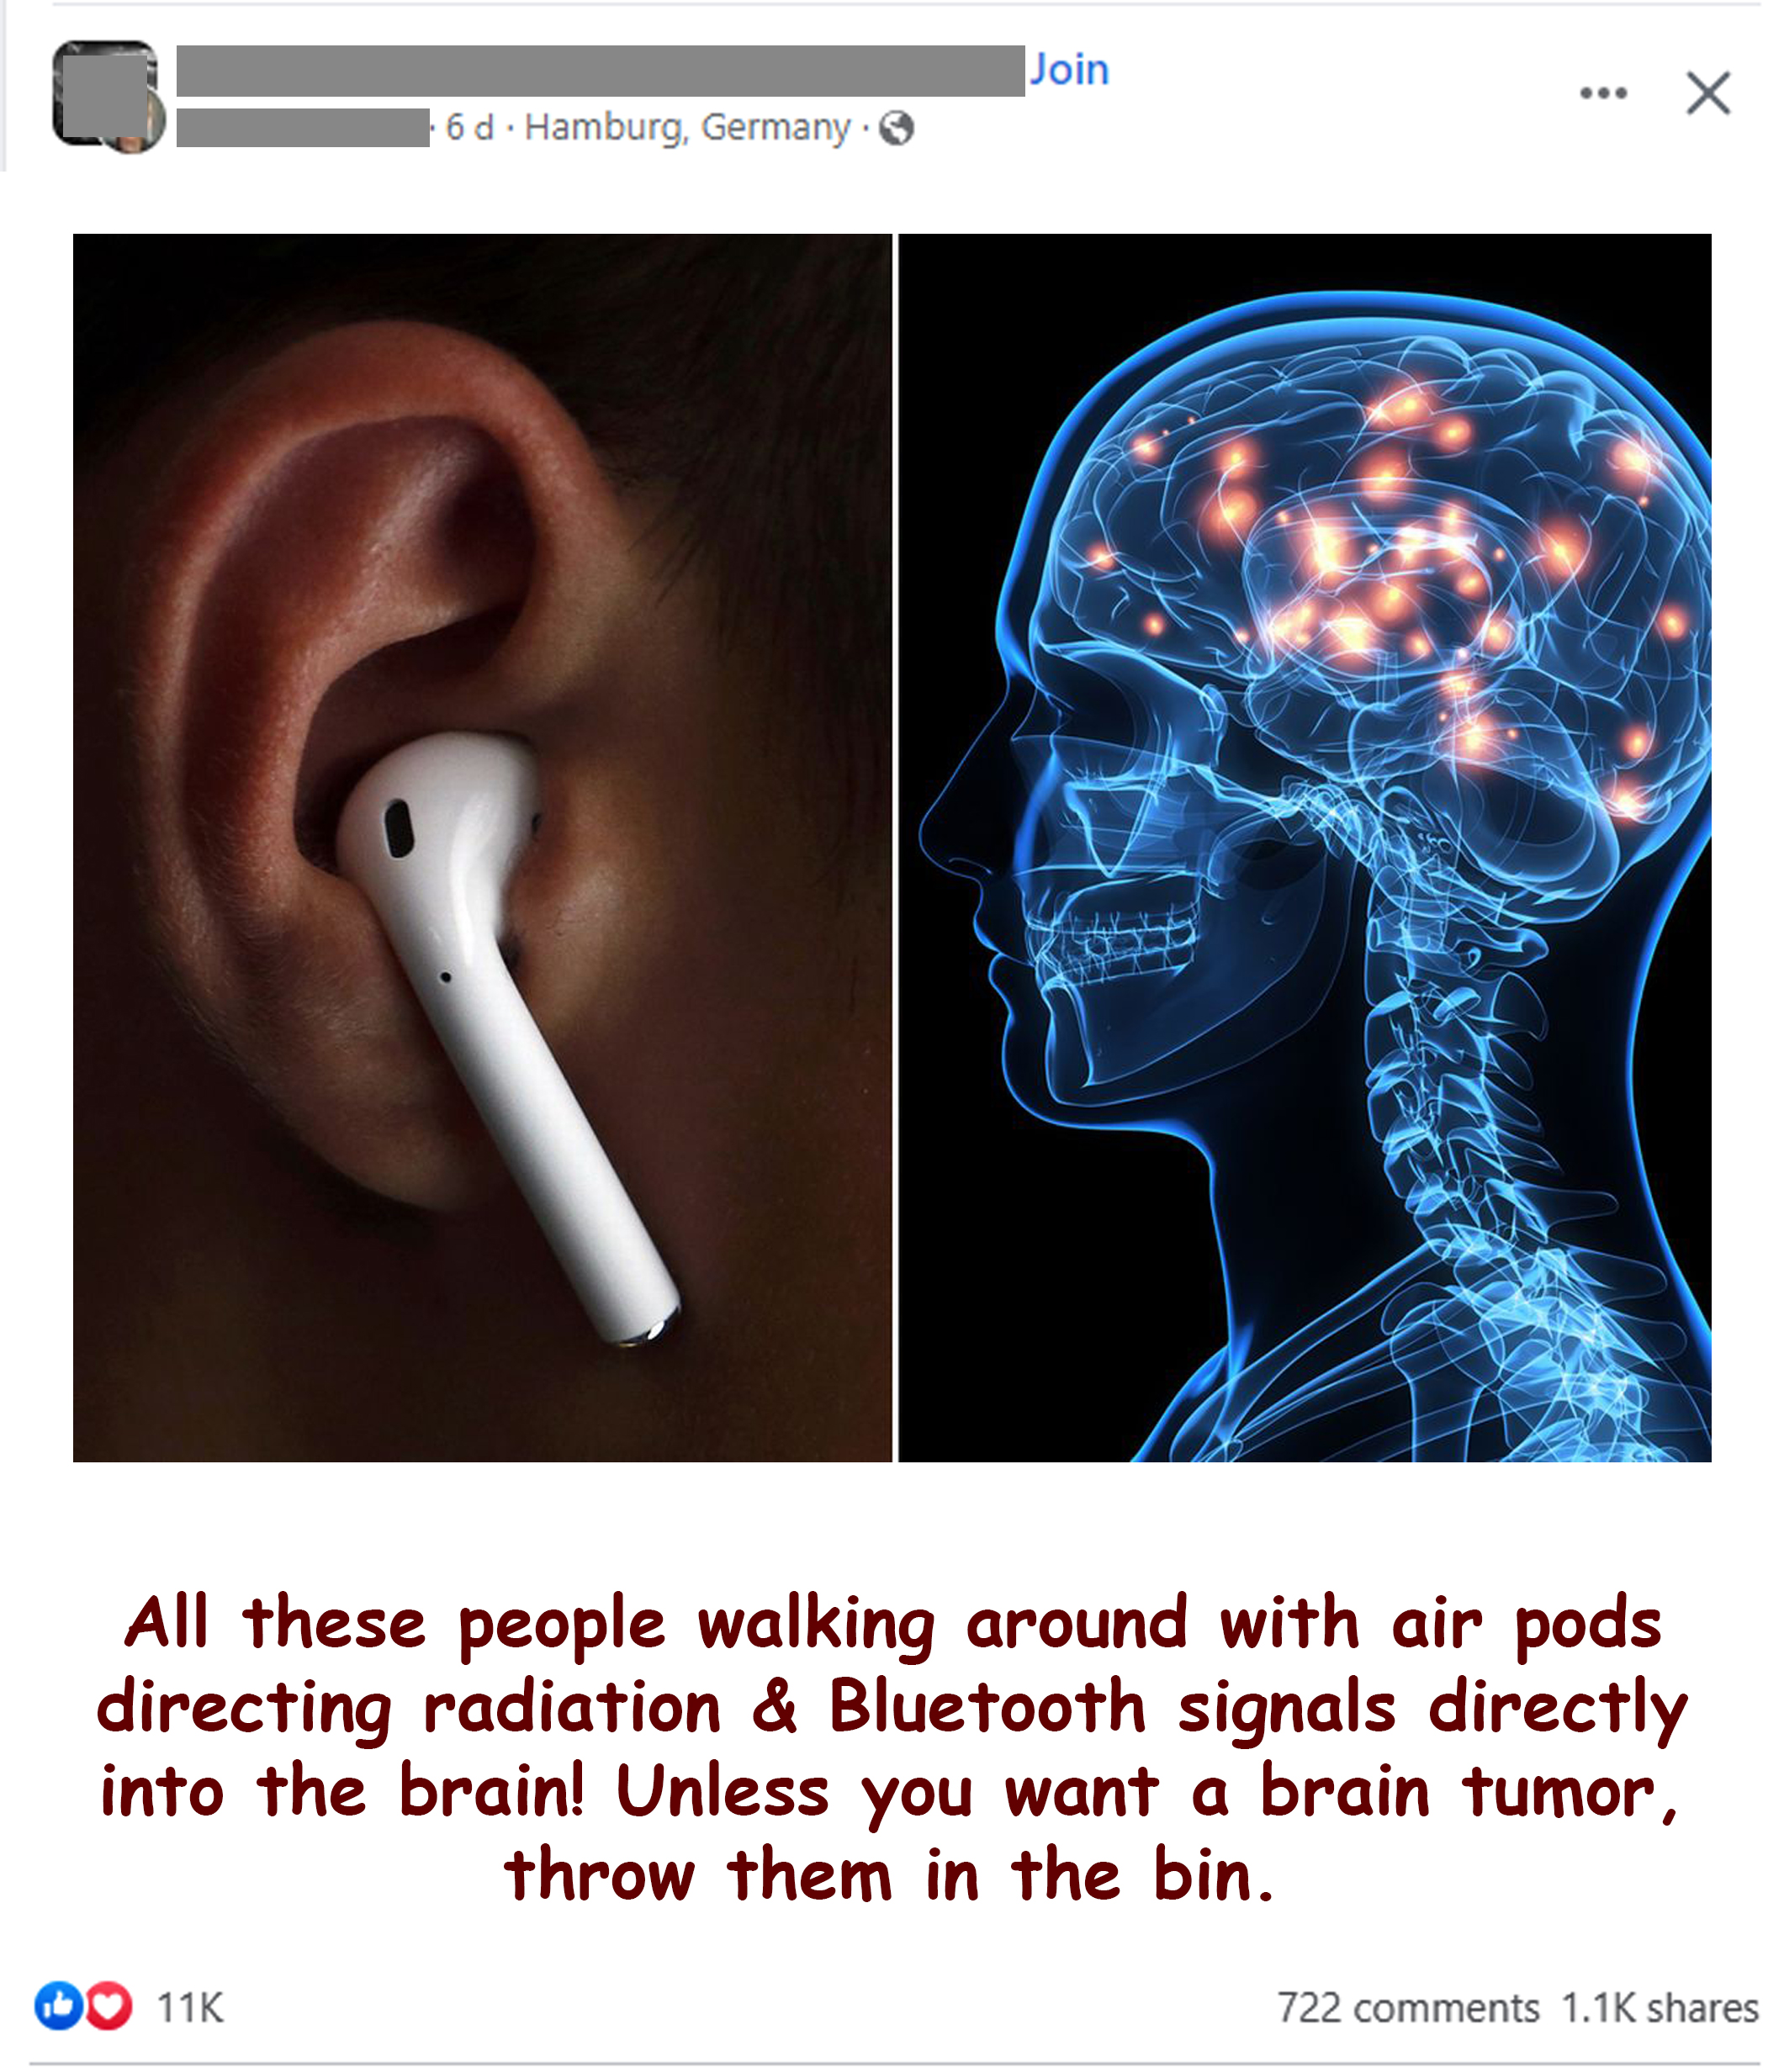 Join
· 6 d · Hamburg, Germany ·
All these people walking around with air pods
directing radiation & Bluetooth signals directly
into the brain! Unless you want a brain tumor,
throw them in the bin.
11K
722 comments 1.1K shares